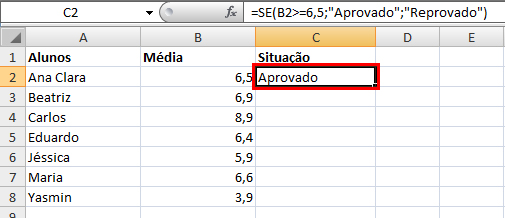 C2 fx =SE(B2>=6,5;"Aprovado";"Reprovado")
A B C D E
1 Alunos Média Situação
2 Ana Clara 6,5 Aprovado
3 Beatriz 6,9
4 Carlos 8,9
5 Eduardo 6,4
6 Jéssica 5,9
7 Maria 6,6
8 Yasmin 3,9